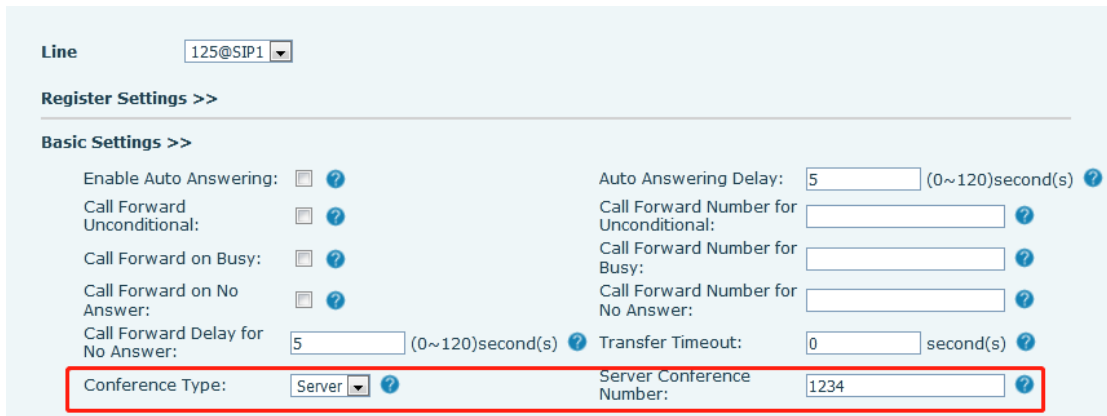 Line 125@SIP1
Register Settings >>
Basic Settings >>
Enable Auto Answering: ? Auto Answering Delay: 5 (0~120)second(s) ?
Call Forward
Unconditional: ? Call Forward Number for
Unconditional: ?
Call Forward on Busy: ? Call Forward Number for
Busy: ?
Call Forward on No
Answer: ? Call Forward Number for
No Answer: ?
Call Forward Delay for
No Answer: 5 (0~120)second(s) ? Transfer Timeout: 0 second(s) ?
Conference Type: Server ? Server Conference
Number: 1234 ?